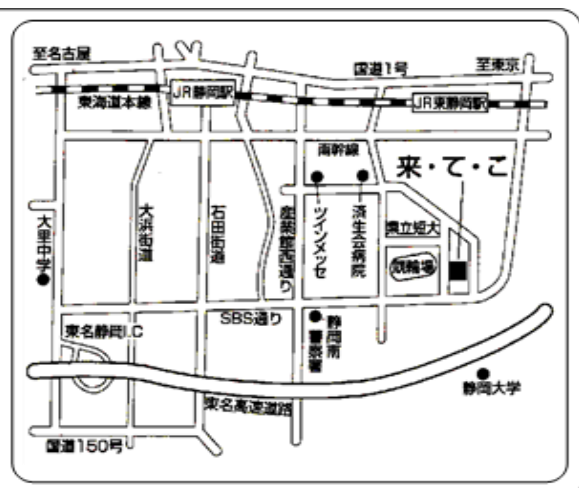 至名古屋
国道1号
至東京
JR静岡駅
東海道本線
JR東静岡駅
南幹線
来・て・こ
大里中学
大浜街道
石田街道
産業館西通り
ツインメッセ
済生会病院
県立短大
競輪場
SBS通り
静岡南警察署
東名静岡I.C
東名高速道路
静岡大学
国道150号